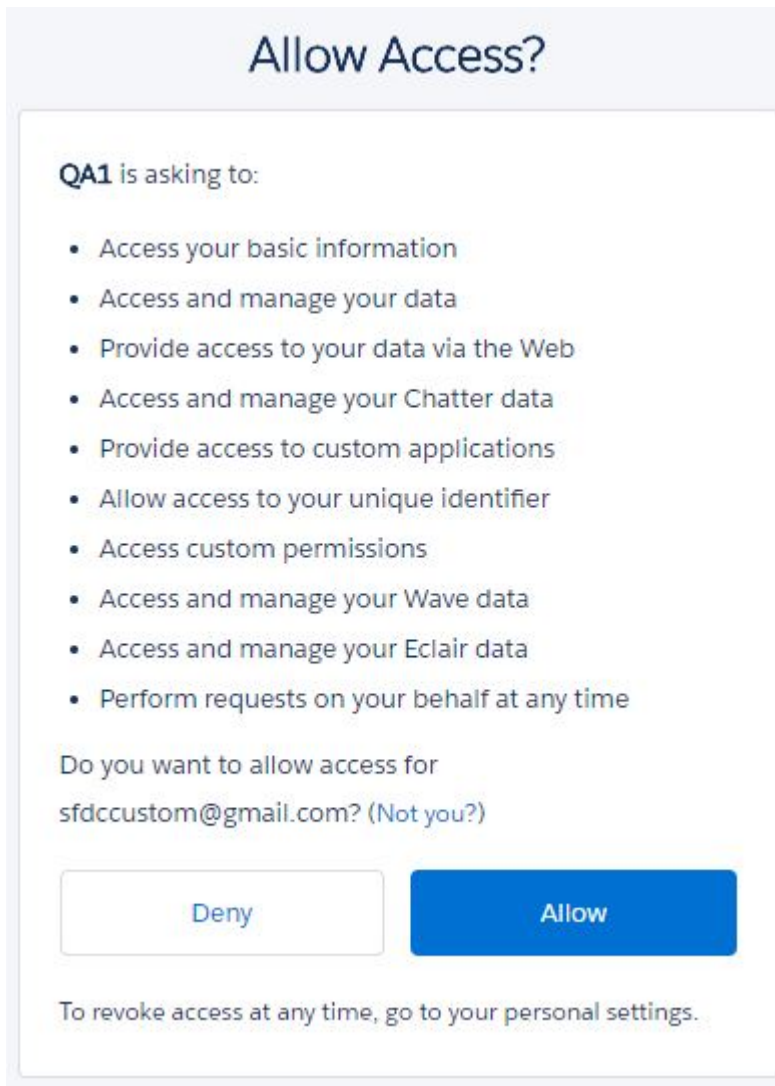 Allow Access?
QA1 is asking to:
• Access your basic information
• Access and manage your data
• Provide access to your data via the Web
• Access and manage your Chatter data
• Provide access to custom applications
• Allow access to your unique identifier
• Access custom permissions
• Access and manage your Wave data
• Access and manage your Eclair data
• Perform requests on your behalf at any time
Do you want to allow access for
sfdccustom@gmail.com? (Not you?)
Deny
Allow
To revoke access at any time, go to your personal settings.